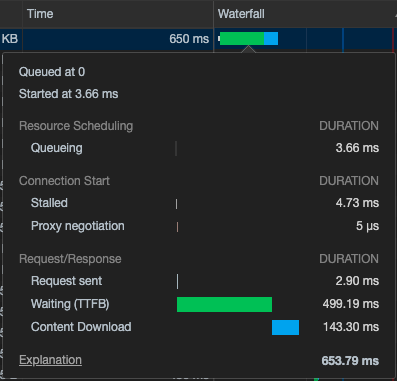 Time Waterfall
KB 650 ms
Queued at 0
Started at 3.66 ms
Resource Scheduling DURATION
Queueing 3.66 ms
Connection Start DURATION
Stalled 4.73 ms
Proxy negotiation 5 μs
Request/Response DURATION
Request sent 2.90 ms
Waiting (TTFB) 499.19 ms
Content Download 143.30 ms
Explanation 653.79 ms